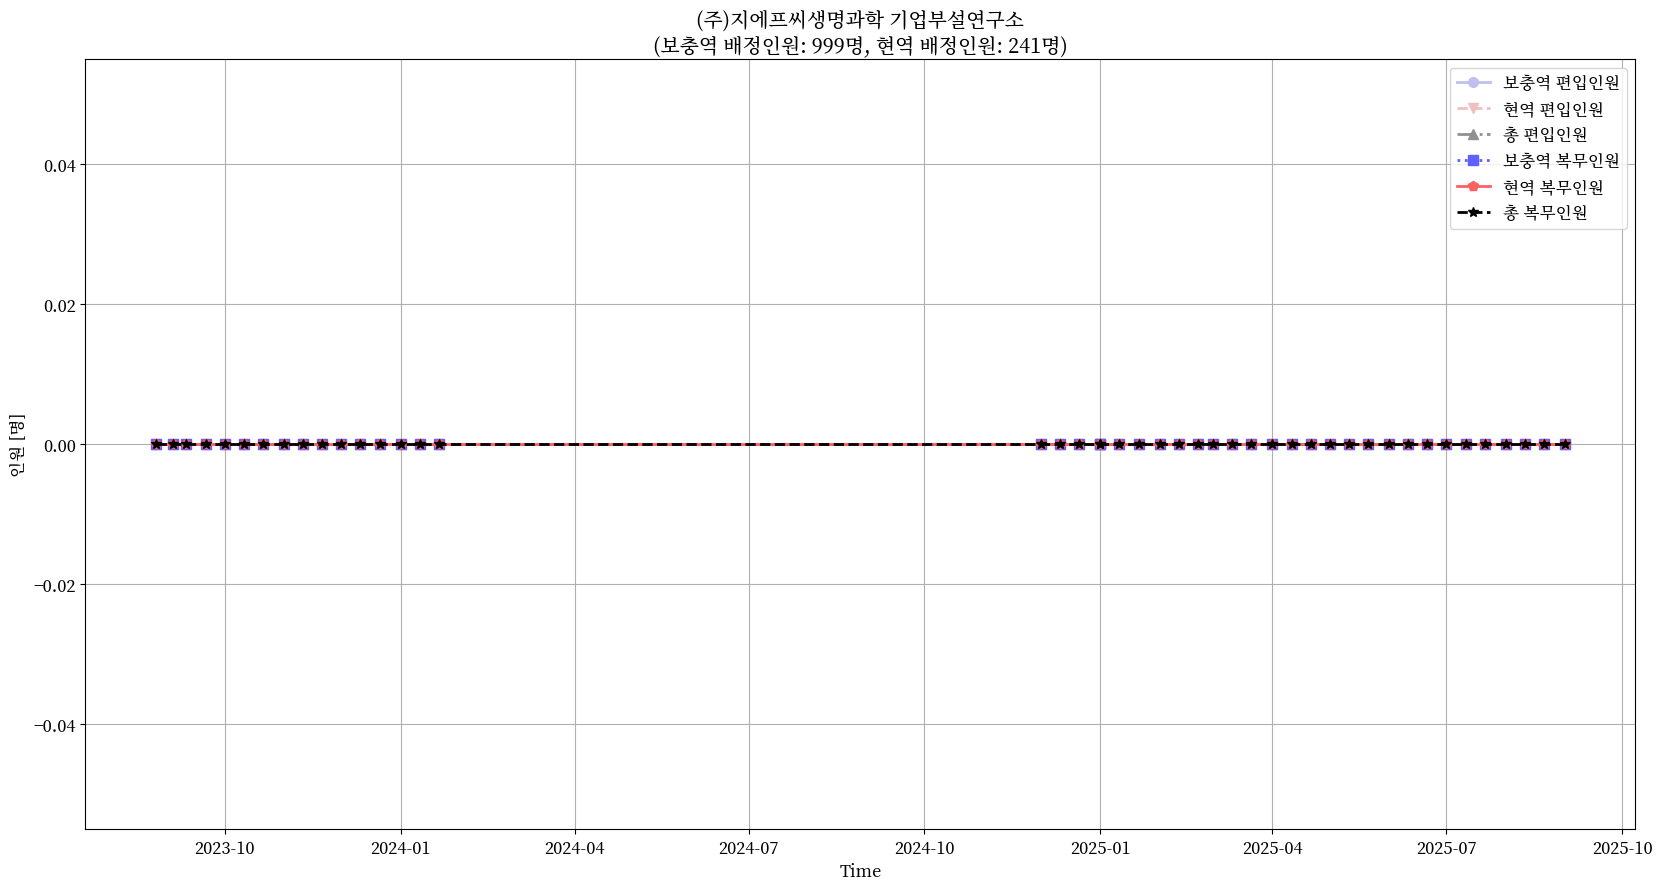 (주)지에프씨생명과학 기업부설연구소
(보충역 배정인원: 999명, 현역 배정인원: 241명)
보충역 편입인원
현역 편입인원
총 편입인원
보충역 복무인원
현역 복무인원
총 복무인원
인원 [명]
0.04
0.02
0.00
−0.02
−0.04
2023-10
2024-01
2024-04
2024-07
2024-10
2025-01
2025-04
2025-07
2025-10
Time